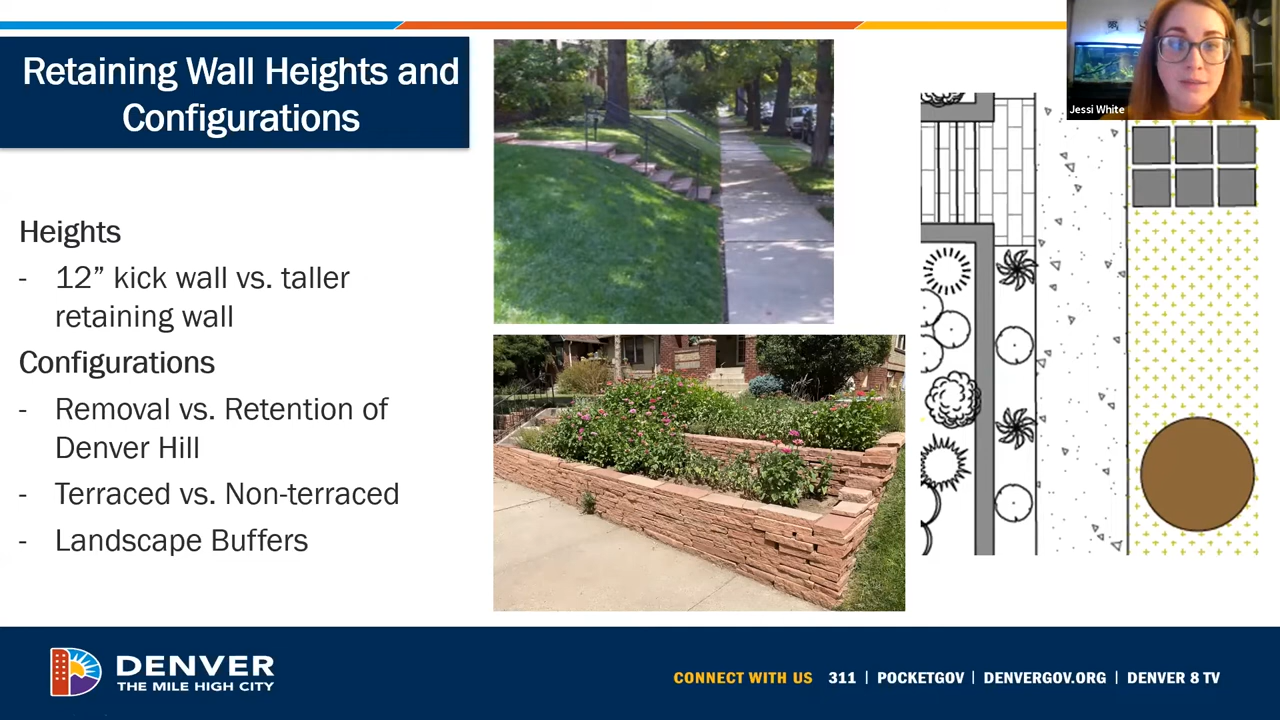 Retaining Wall Heights and
Configurations
Jessi White
Heights
- 12” kick wall vs. taller
retaining wall
Configurations
- Removal vs. Retention of
Denver Hill
- Terraced vs. Non-terraced
- Landscape Buffers
DENVER
THE MILE HIGH CITY
CONNECT WITH US 311 | POCKETGOV | DENVERGOV.ORG | DENVER 8 TV